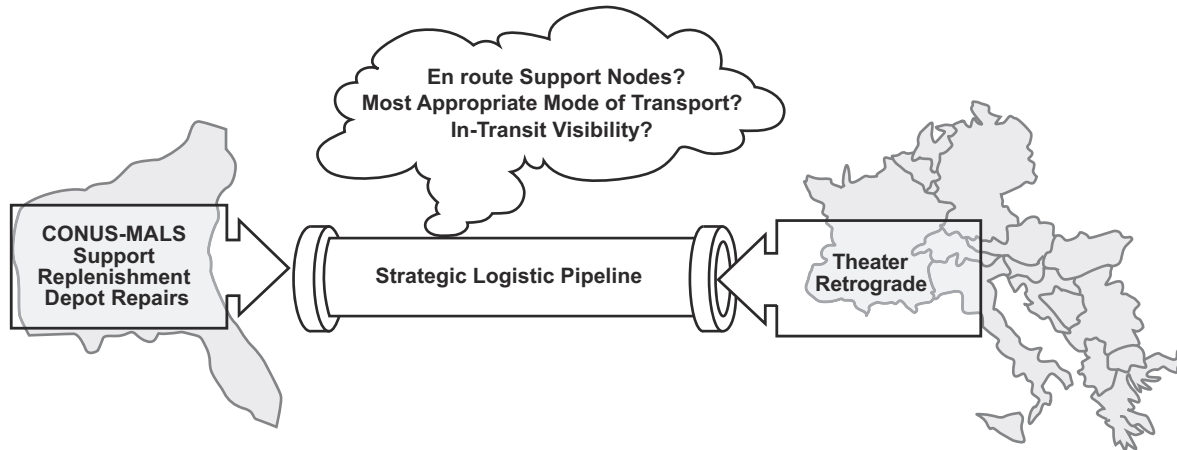 En route Support Nodes?
Most Appropriate Mode of Transport?
In-Transit Visibility?
CONUS-MALS
Support
Replenishment
Depot Repairs
Strategic Logistic Pipeline
Theater
Retrograde